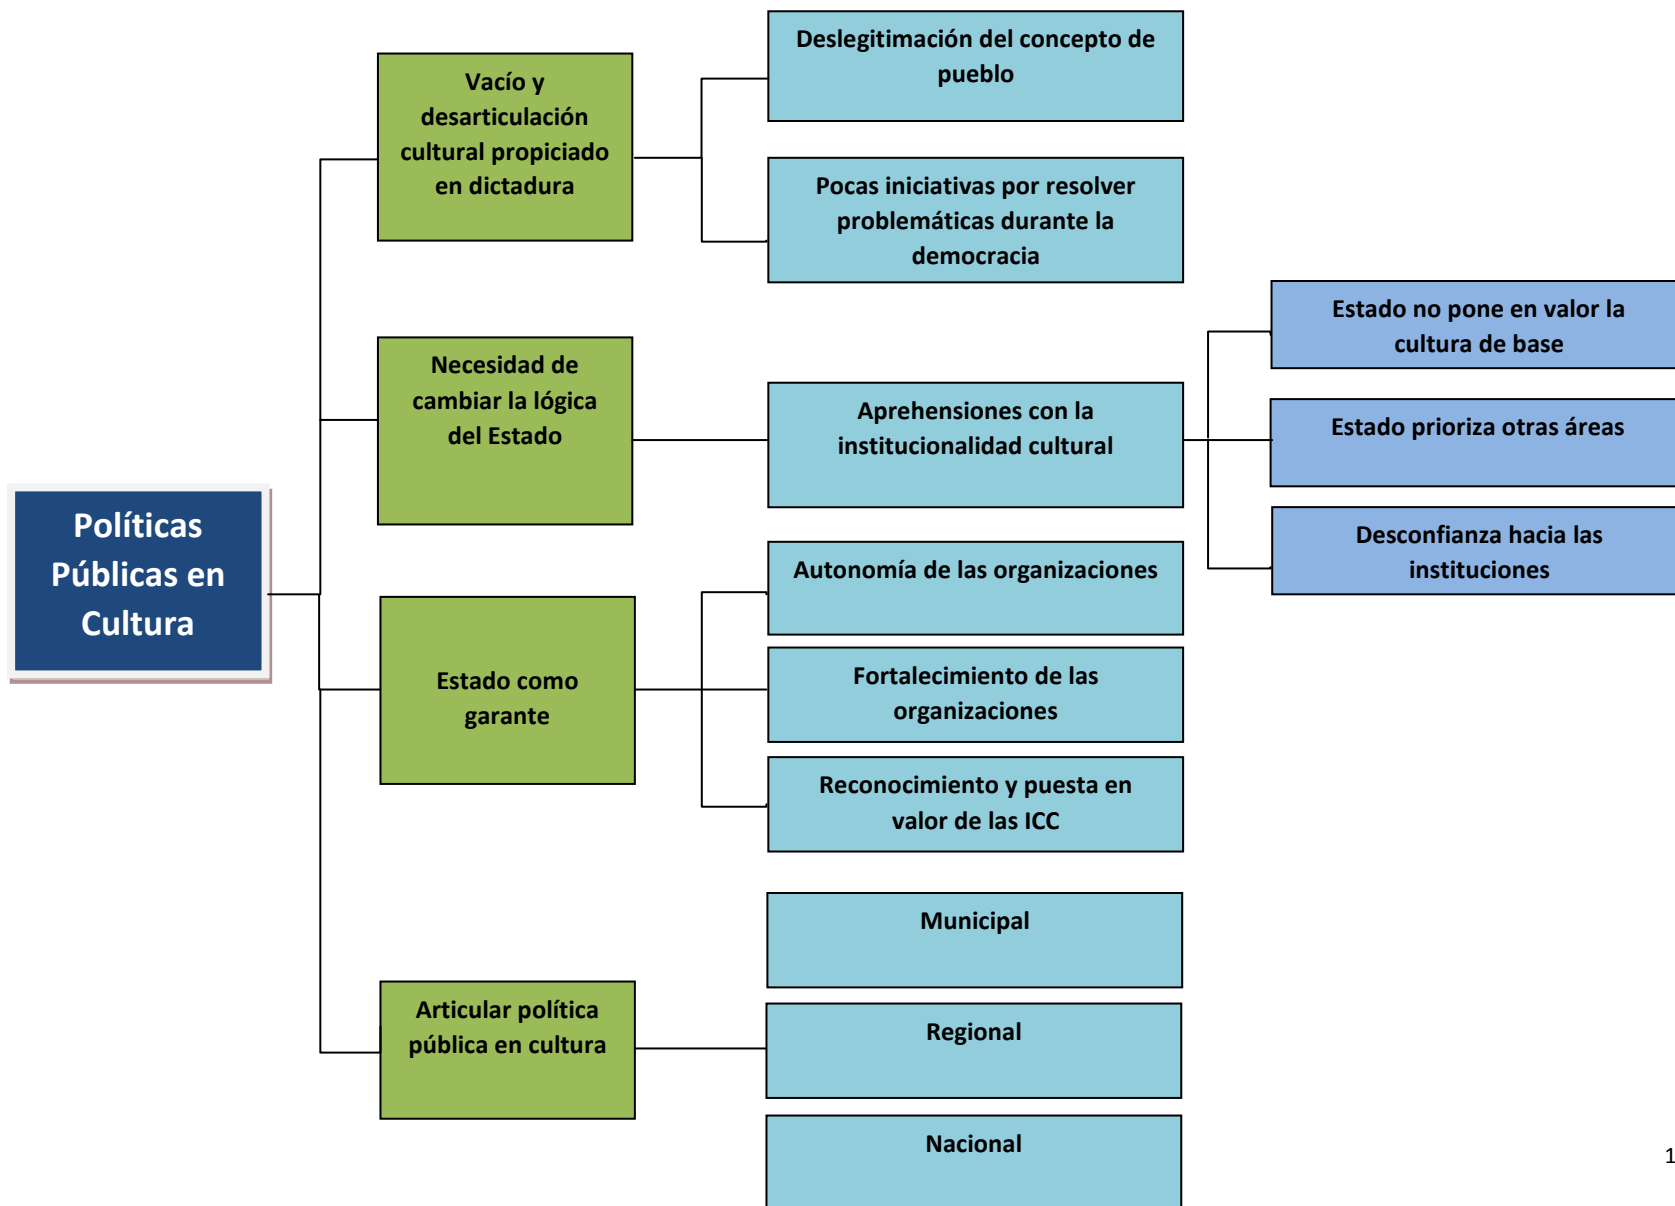 Políticas
Públicas en
Cultura
Vacío y
desarticulación
cultural propiciado
en dictadura
Deslegitimación del concepto de
pueblo
Pocas iniciativas por resolver
problemáticas durante la
democracia
Necesidad de
cambiar la lógica
del Estado
Aprehensiones con la
institucionalidad cultural
Estado no pone en valor la
cultura de base
Estado prioriza otras áreas
Desconfianza hacia las
instituciones
Estado como
garante
Autonomía de las organizaciones
Fortalecimiento de las
organizaciones
Reconocimiento y puesta en
valor de las ICC
Articular política
pública en cultura
Municipal
Regional
Nacional
1